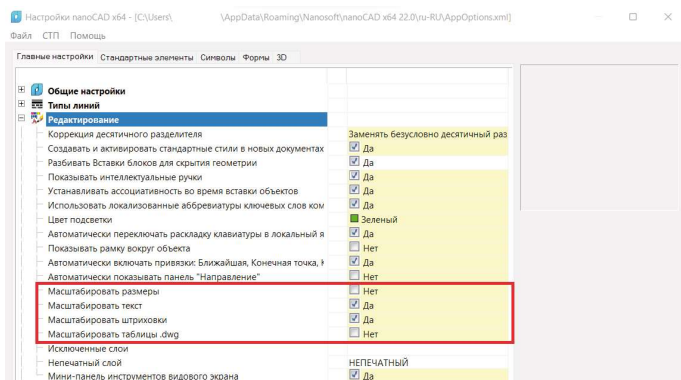 Настройки nanoCAD x64 - [C:\Users\ \AppData\Roaming\Nanosoft\nanoCAD x64 22.0\ru-RU\AppOptions.xml]
Файл СТП Помощь
Главные настройки Стандартные элементы Символы Формы 3D
Общие настройки
Типы линий
Редактирование
Коррекция десятичного разделителя Заменять безусловно десятичный раз
Создавать и активировать стандартные стили в новых документах Да
Разбивать Вставки блоков для скрытия геометрии Да
Показывать интеллектуальные ручки Да
Устанавливать ассоциативность во время вставки объектов Да
Использовать локализованные аббревиатуры ключевых слов ком Да
Цвет подсветки Зеленый
Автоматически переключать раскладку клавиатуры в локальный я Да
Показывать рамку вокруг объекта Нет
Автоматически включать привязки: Ближайшая, Конечная точка, Да
Автоматически показывать панель "Направление" Нет
Масштабировать размеры Нет
Масштабировать текст Да
Масштабировать штриховки Да
Масштабировать таблицы .dwg Нет
Исключенные слои
Непечатный слой НЕПЕЧАТНЫЙ
Мини-панель инструментов видового экрана Да